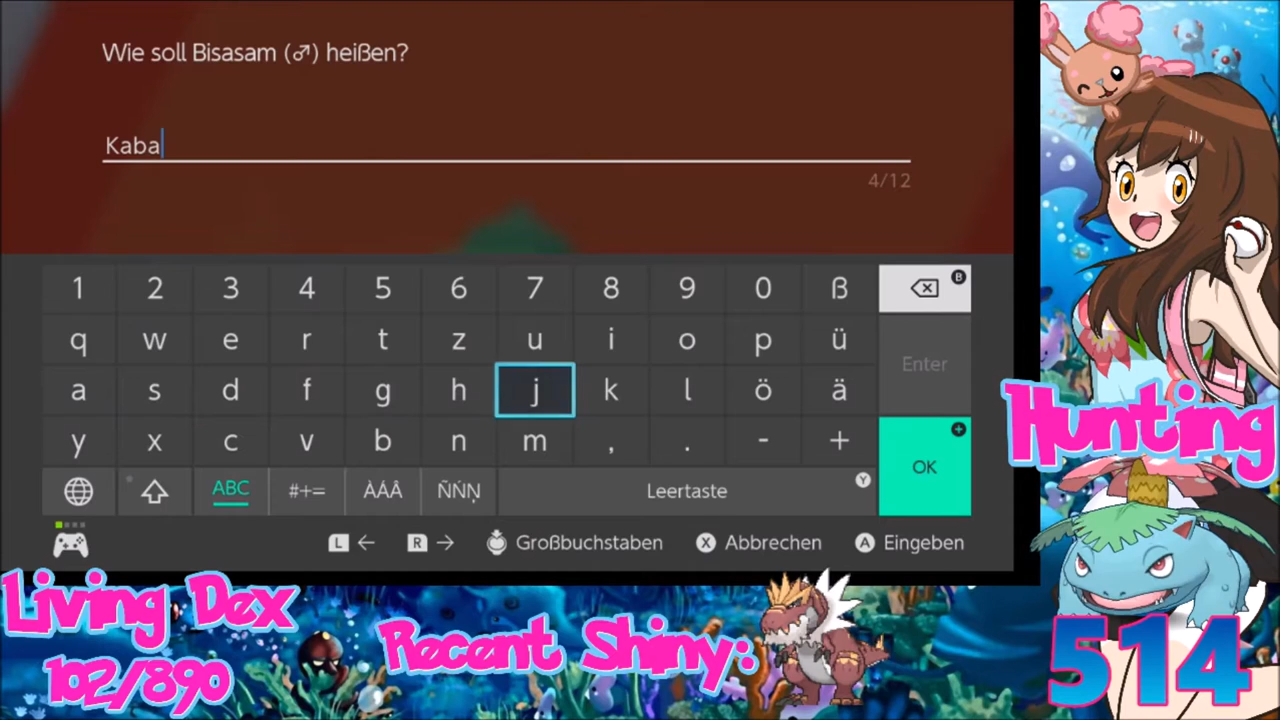 Wie soll Bisasam (♂) heißen?
Kaba
4/12
1 2 3 4 5 6 7 8 9 0 ß B
q w e r t z u i o p ü Enter
a s d f g h j k l ö ä
y x c v b n m , . - + OK
ABC #+= ÀÁÂ ÑŃŅ Leertaste Y
L ← R → Großbuchstaben X Abbrechen A Eingeben
Hunting
514
Living Dex
102/890
Recent Shiny: